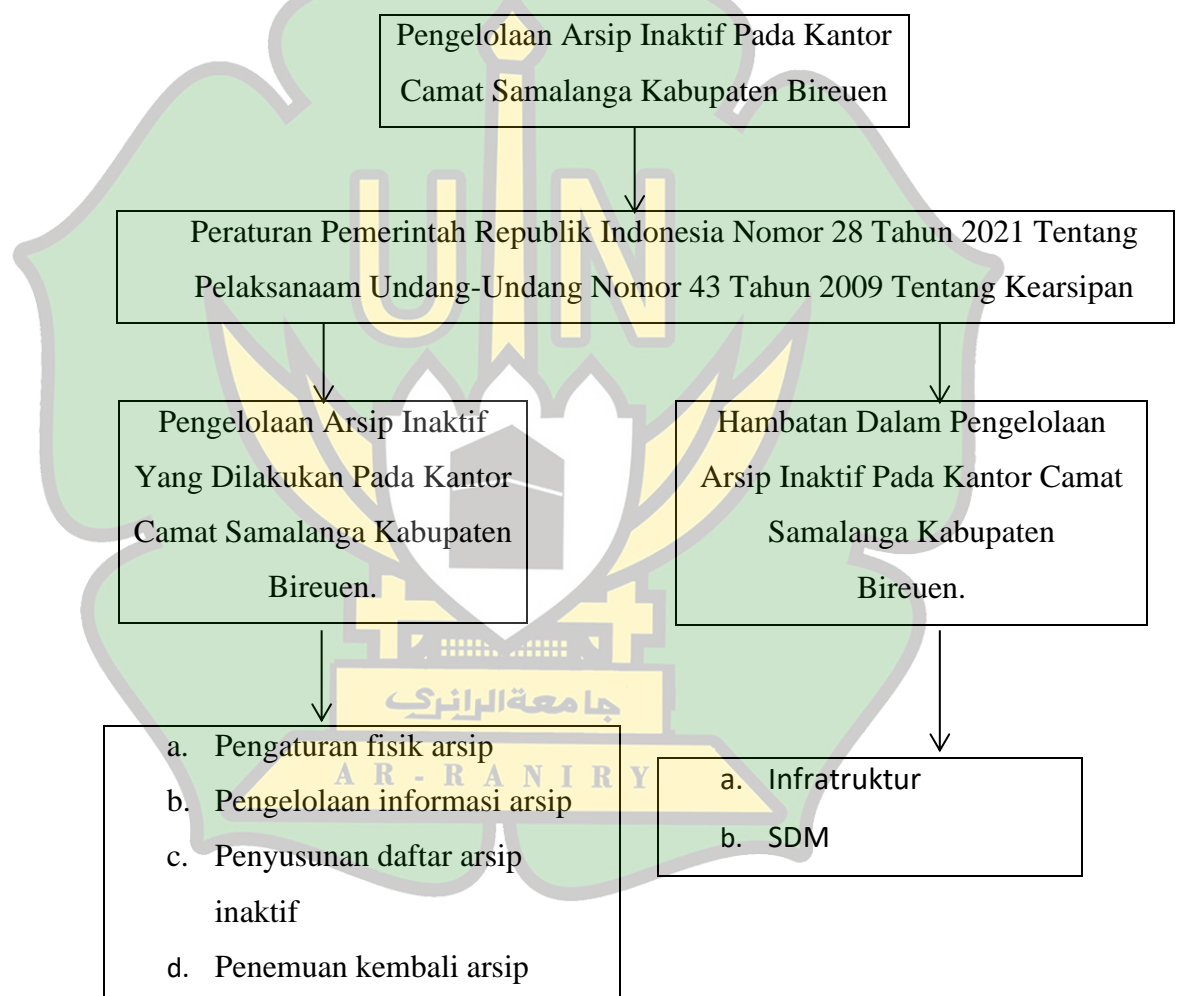 Pengelolaan Arsip Inaktif Pada Kantor
Camat Samalanga Kabupaten Bireuen
UIN
Peraturan Pemerintah Republik Indonesia Nomor 28 Tahun 2021 Tentang
Pelaksanaam Undang-Undang Nomor 43 Tahun 2009 Tentang Kearsipan
Pengelolaan Arsip Inaktif
Yang Dilakukan Pada Kantor
Camat Samalanga Kabupaten
Bireuen.
Hambatan Dalam Pengelolaan
Arsip Inaktif Pada Kantor Camat
Samalanga Kabupaten
Bireuen.
جامعة الرانري
AR-RANIRY
a. Pengaturan fisik arsip
b. Pengelolaan informasi arsip
c. Penyusunan daftar arsip
inaktif
d. Penemuan kembali arsip
a. Infratruktur
b. SDM